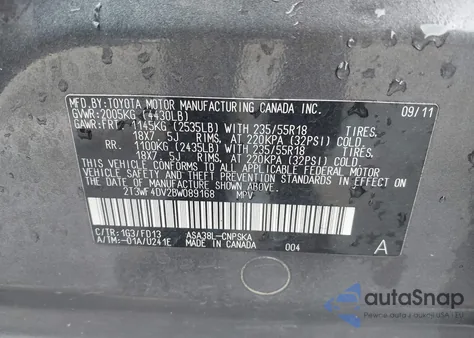 MFD.BY: TOYOTA MOTOR MANUFACTURING CANADA INC. 09/11
GVWR: 2005KG (4430LB)
GAWR: FRT. 1145KG (2535LB) WITH 235/55R18 TIRES.
18X7 .5J RIMS. AT 220KPA (32PSI) COLD.
RR. 1100KG (2435LB) WITH 235/55R18 TIRES.
18X7 .5J RIMS. AT 220KPA (32PSI) COLD.
THIS VEHICLE CONFORMS TO ALL APPLICABLE FEDERAL MOTOR
VEHICLE SAFETY AND THEFT PREVENTION STANDARDS IN EFFECT
ON THE DATE OF MANUFACTURE SHOWN ABOVE.
2T3WF4DV2BW089168 MPV
C/TR: 1G3/FD13 ASA38L-CNPSKA
A/TM: -01A/U241E MADE IN CANADA 004 A
autoSnap